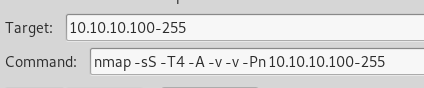 Target: 10.10.10.100-255
Command: nmap -sS -T4 -A -v -v -Pn 10.10.10.100-255